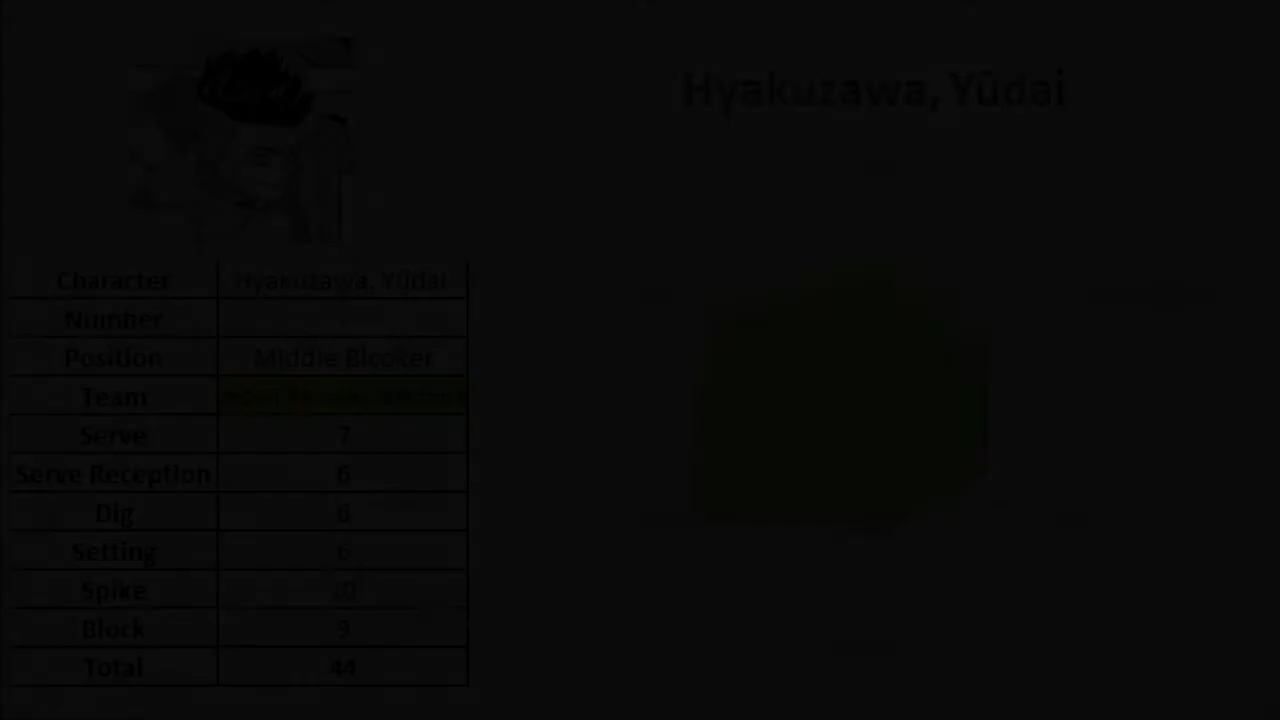 Hyakuzawa, Yūdai
Character Hyakuzawa, Yūdai
Number
Position Middle Blcoker
Team
Serve 7
Serve Reception 6
Dig 6
Setting 6
Spike 10
Block 9
Total 44